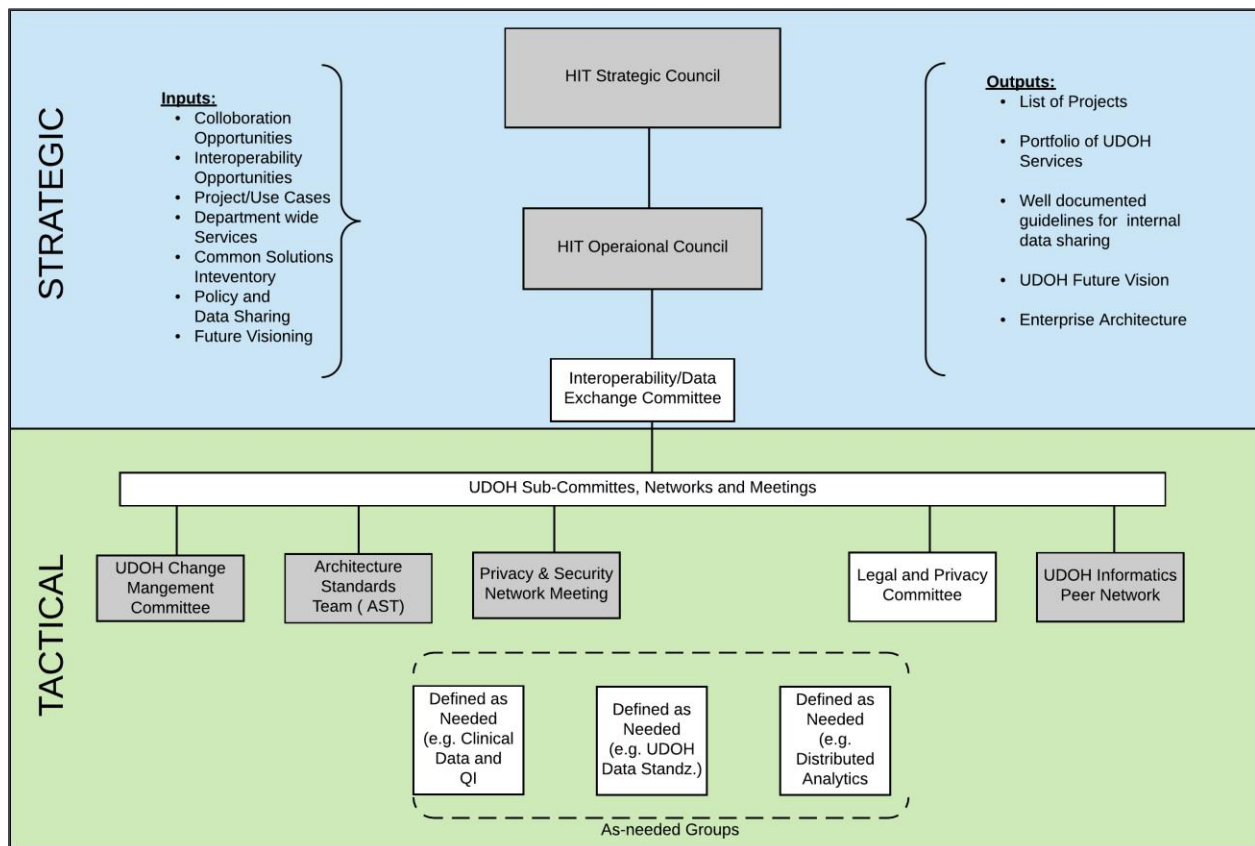 STRATEGIC
HIT Strategic Council
Inputs:
• Colloboration
Opportunities
• Interoperability
Opportunities
• Project/Use Cases
• Department wide
Services
• Common Solutions
Inteventory
• Policy and
Data Sharing
• Future Visioning
Outputs:
• List of Projects
• Portfolio of UDOH
Services
• Well documented
guidelines for internal
data sharing
• UDOH Future Vision
• Enterprise Architecture
HIT Operaional Council
Interoperability/Data
Exchange Committee
TACTICAL
UDOH Sub-Committes, Networks and Meetings
UDOH Change
Mangement
Committee
Architecture
Standards
Team ( AST)
Privacy & Security
Network Meeting
Legal and Privacy
Committee
UDOH Informatics
Peer Network
Defined as
Needed
(e.g. Clinical
Data and
QI
Defined as
Needed
(e.g. UDOH
Data Standz.)
Defined as
Needed
(e.g.
Distributed
Analytics
As-needed Groups